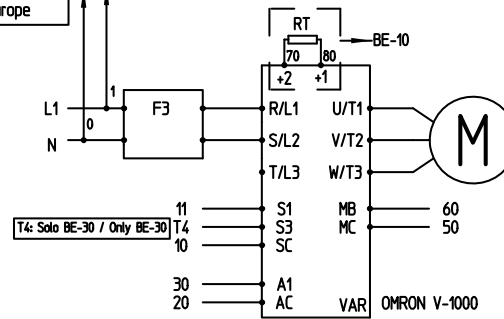 urope
RT
BE-10
70 80
+2 +1
1
L1 F3 R/L1 U/T1
0
N S/L2 V/T2 M
T/L3 W/T3
11 S1 MB 60
T4: Solo BE-30 / Only BE-30 T4 S3 MC 50
10 SC
30 A1
20 AC VAR OMRON V-1000